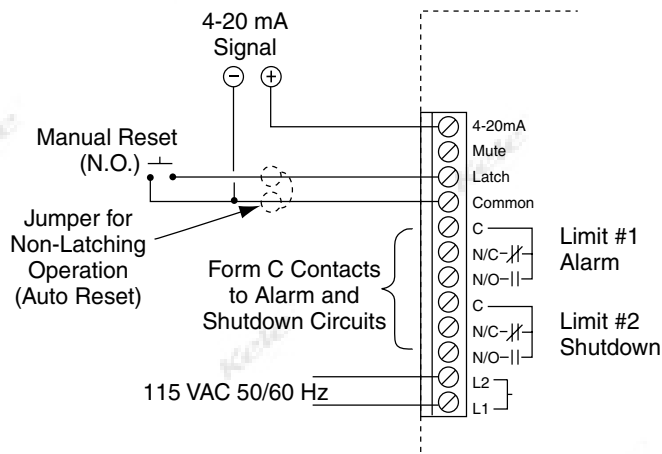 4-20 mA
Signal
− +
Manual Reset
(N.O.)
Jumper for
Non-Latching
Operation
(Auto Reset)
Form C Contacts
to Alarm and
Shutdown Circuits
115 VAC 50/60 Hz
4-20mA
Mute
Latch
Common
C
N/C
N/O
Limit #1
Alarm
C
N/C
N/O
Limit #2
Shutdown
L2
L1